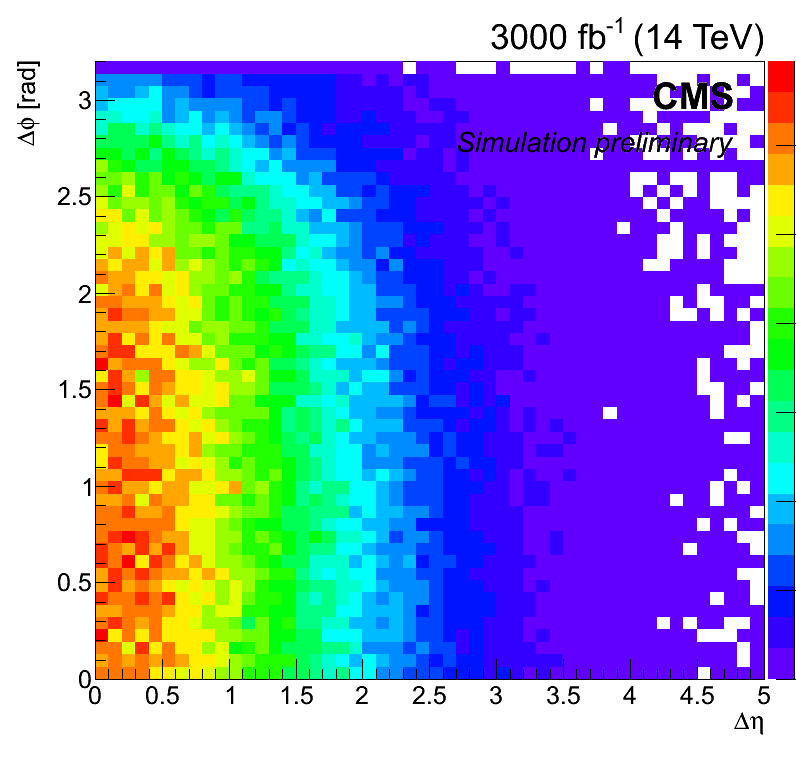 3000 fb-1 (14 TeV)
Δϕ [rad]
CMS
Simulation preliminary
3
2.5
2
1.5
1
0.5
0
0 0.5 1 1.5 2 2.5 3 3.5 4 4.5 5
Δη